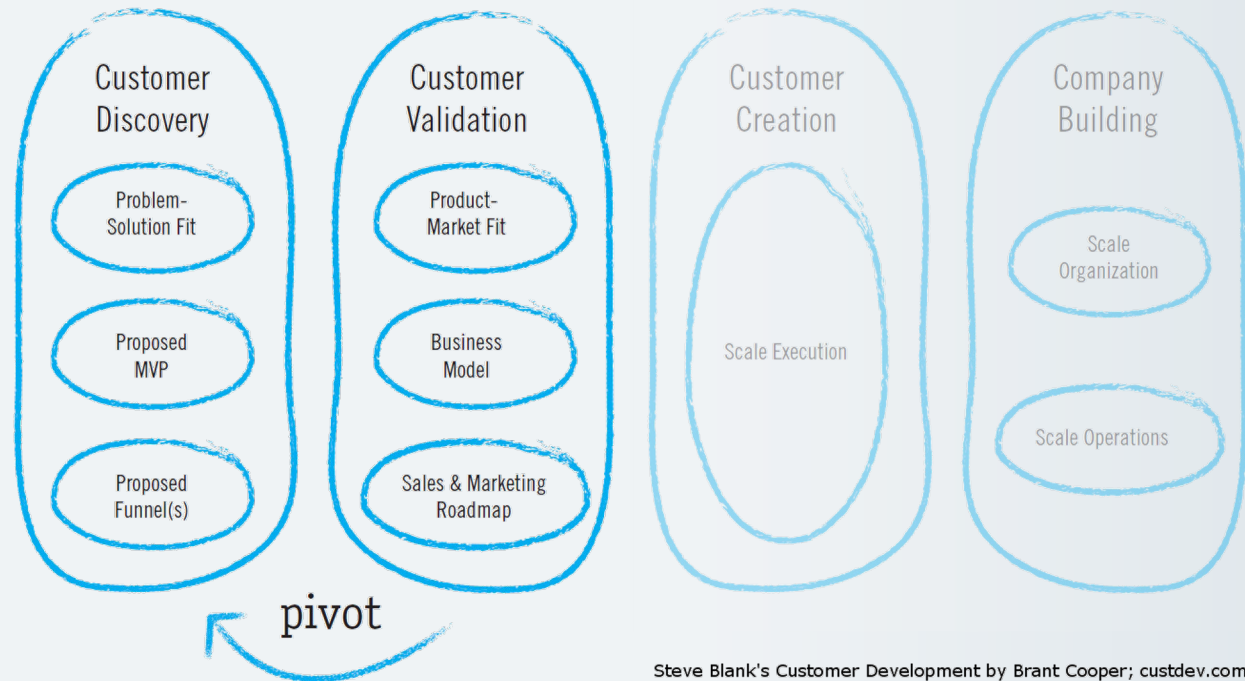 Customer
Discovery
Problem-
Solution Fit
Proposed
MVP
Proposed
Funnel(s)
Customer
Validation
Product-
Market Fit
Business
Model
Sales & Marketing
Roadmap
Customer
Creation
Scale Execution
Company
Building
Scale
Organization
Scale Operations
pivot
Steve Blank's Customer Development by Brant Cooper; custdev.com